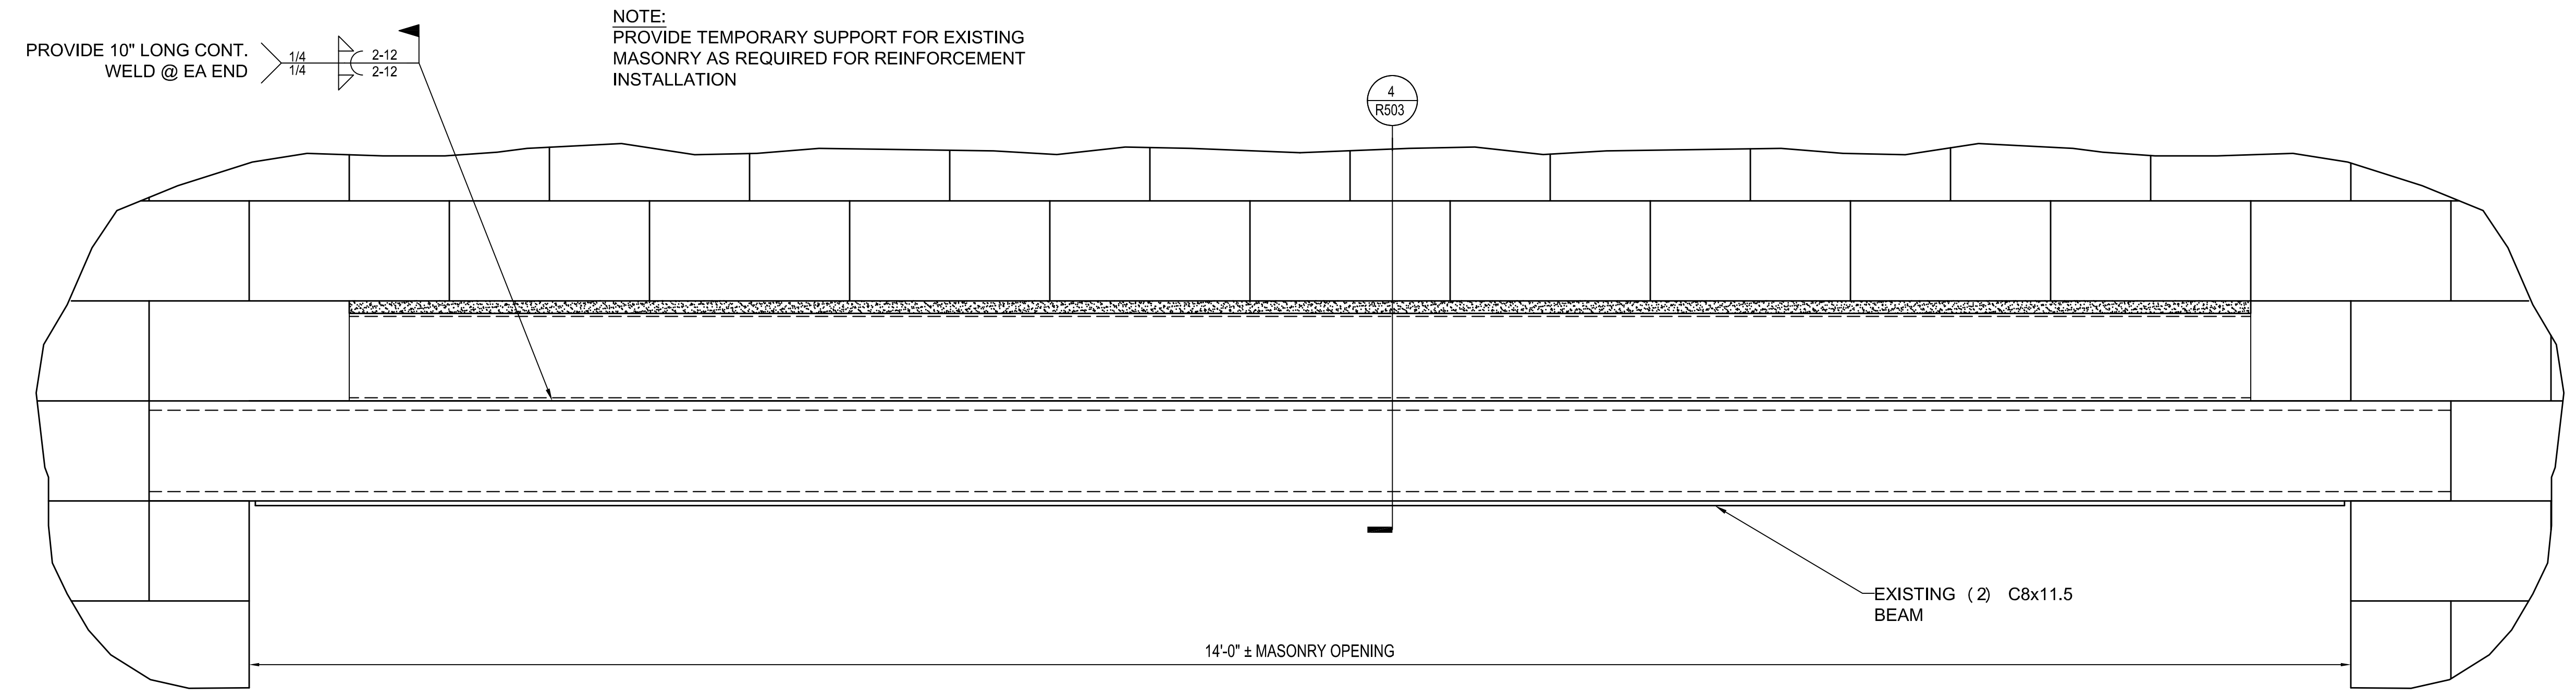 NOTE:
PROVIDE TEMPORARY SUPPORT FOR EXISTING
MASONRY AS REQUIRED FOR REINFORCEMENT
INSTALLATION
PROVIDE 10" LONG CONT.
WELD @ EA END
1/4
1/4
2-12
2-12
4
R503
EXISTING (2) C8x11.5
BEAM
14'-0" ± MASONRY OPENING